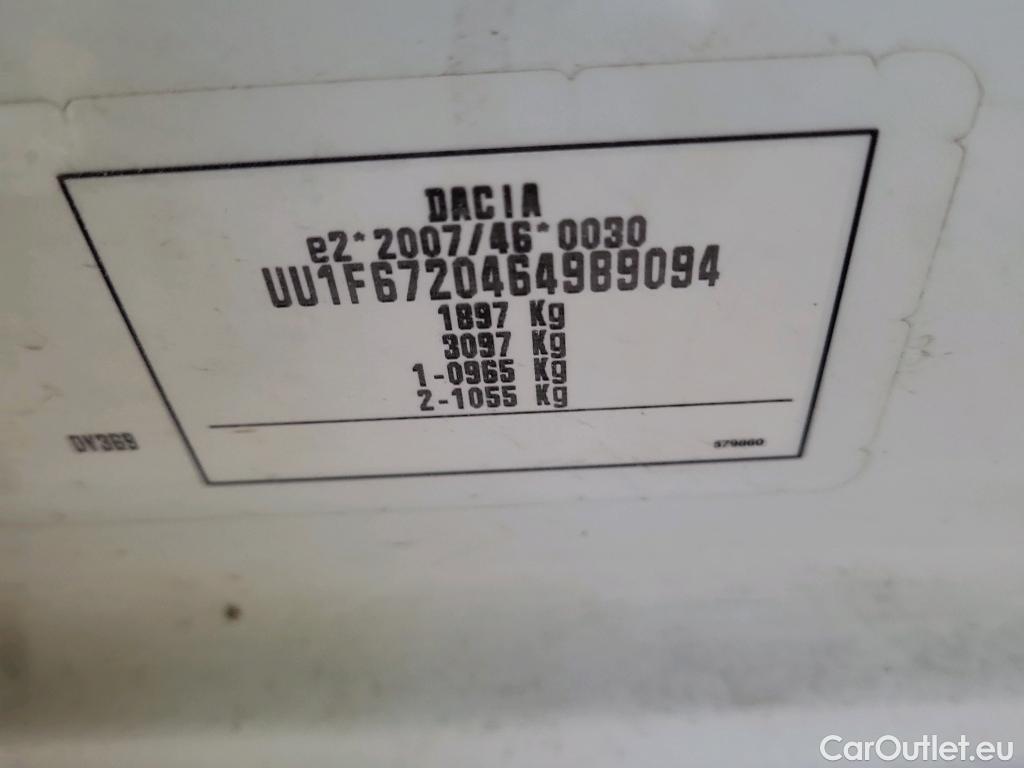 DACIA
e2*2007/46*0030
UU1F6720464989094
1897 Kg
3097 Kg
1-0965 Kg
2-1055 Kg
DY369
579860
CarOutlet.eu